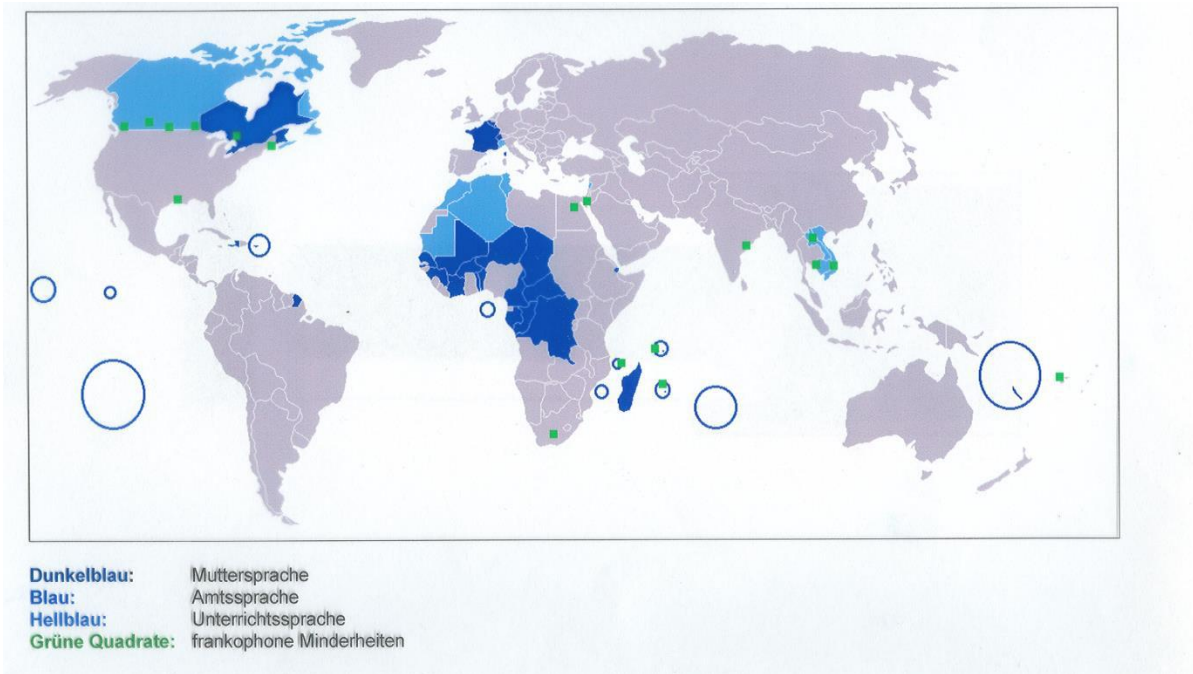 Dunkelblau: Muttersprache
Blau: Amtssprache
Hellblau: Unterrichtssprache
Grüne Quadrate: frankophone Minderheiten